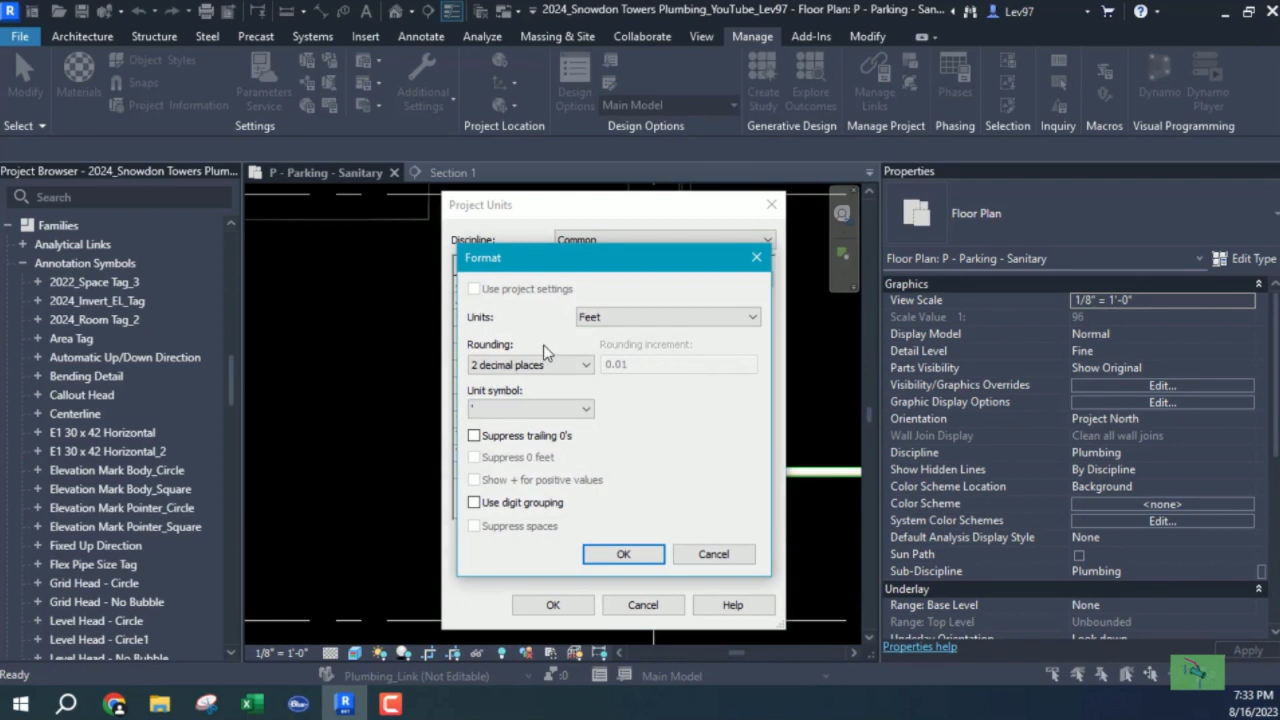 2024_Snowdon Towers Plumbing_YouTube_Lev97 - Floor Plan: P - Parking - San...
Lev97
File
Architecture
Structure
Steel
Precast
Systems
Insert
Annotate
Analyze
Massing & Site
Collaborate
View
Manage
Add-Ins
Modify
Modify
Materials
Object Styles
Snaps
Project Information
Parameters Service
Additional Settings
Design Options
Main Model
Create Study
Explore Outcomes
Manage Links
Phases
Dynamo
Dynamo Player
Select
Settings
Project Location
Design Options
Generative Design
Manage Project
Phasing
Selection
Inquiry
Macros
Visual Programming
Project Browser - 2024_Snowdon Towers Plum...
Search
Families
Analytical Links
Annotation Symbols
2022_Space Tag_3
2024_Invert_EL_Tag
2024_Room Tag_2
Area Tag
Automatic Up/Down Direction
Bending Detail
Callout Head
Centerline
E1 30 x 42 Horizontal
E1 30 x 42 Horizontal_2
Elevation Mark Body_Circle
Elevation Mark Body_Square
Elevation Mark Pointer_Circle
Elevation Mark Pointer_Square
Fixed Up Direction
Flex Pipe Size Tag
Grid Head - Circle
Grid Head - No Bubble
Level Head - Circle
Level Head - Circle1
Level Head - No Bubble
P - Parking - Sanitary
Section 1
Project Units
Discipline:
Common
Format
Use project settings
Units:
Feet
Rounding:
Rounding increment:
2 decimal places
0.01
Unit symbol:
'
Suppress trailing 0's
Suppress 0 feet
Show + for positive values
Use digit grouping
Suppress spaces
OK
Cancel
OK
Cancel
Help
Properties
Floor Plan
Floor Plan: P - Parking - Sanitary
Edit Type
Graphics
View Scale 1/8" = 1'-0"
Scale Value 1: 96
Display Model Normal
Detail Level Fine
Parts Visibility Show Original
Visibility/Graphics Overrides Edit...
Graphic Display Options Edit...
Orientation Project North
Wall Join Display Clean all wall joins
Discipline Plumbing
Show Hidden Lines By Discipline
Color Scheme Location Background
Color Scheme <none>
System Color Schemes Edit...
Default Analysis Display Style None
Sun Path
Sub-Discipline Plumbing
Underlay
Range: Base Level None
Range: Top Level Unbounded
Underlay Orientation Look down
Properties help
Apply
1/8" = 1'-0"
Ready
Plumbing_Link (Not Editable)
:0
Main Model
7:33 PM
8/16/2023